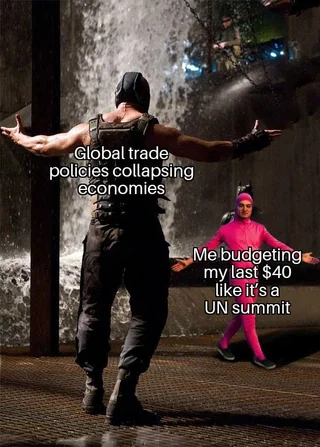 Global trade
policies collapsing
economies
Me budgeting
my last $40
like it's a
UN summit